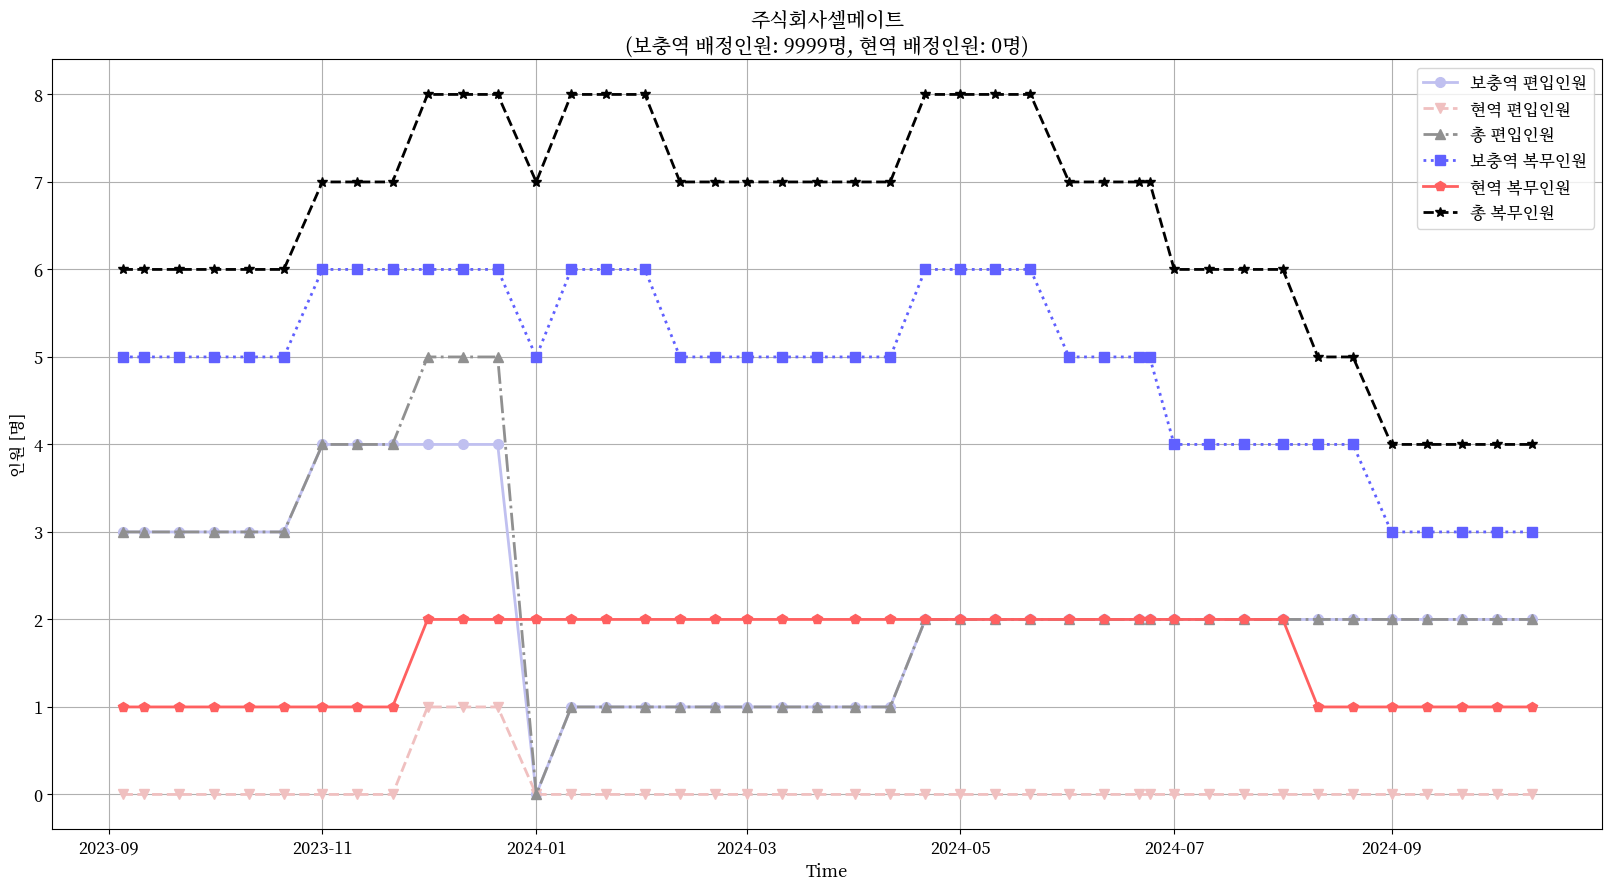 주식회사셀메이트
(보충역 배정인원: 9999명, 현역 배정인원: 0명)
보충역 편입인원
현역 편입인원
총 편입인원
보충역 복무인원
현역 복무인원
총 복무인원
인원 [명]
8
7
6
5
4
3
2
1
0
2023-09
2023-11
2024-01
2024-03
2024-05
2024-07
2024-09
Time